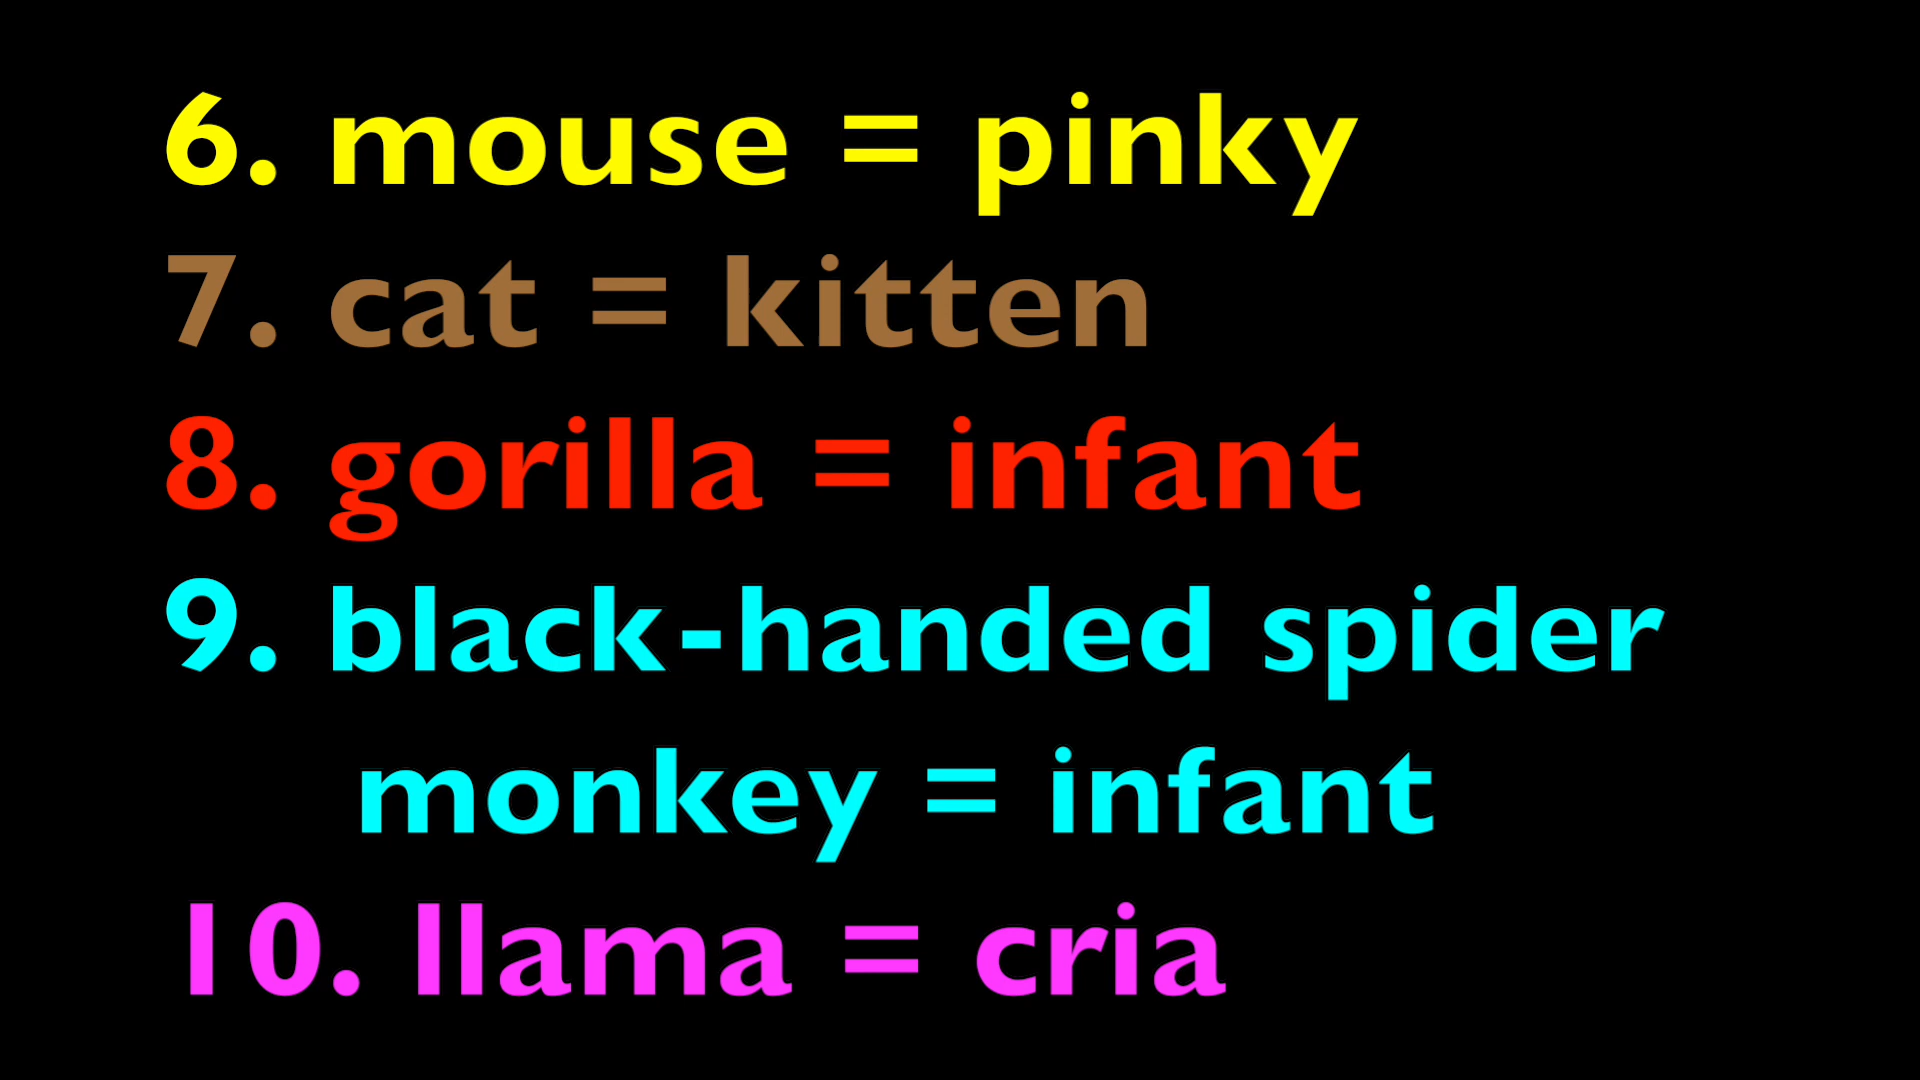 6. mouse = pinky
7. cat = kitten
8. gorilla = infant
9. black-handed spider
monkey = infant
10. llama = cria